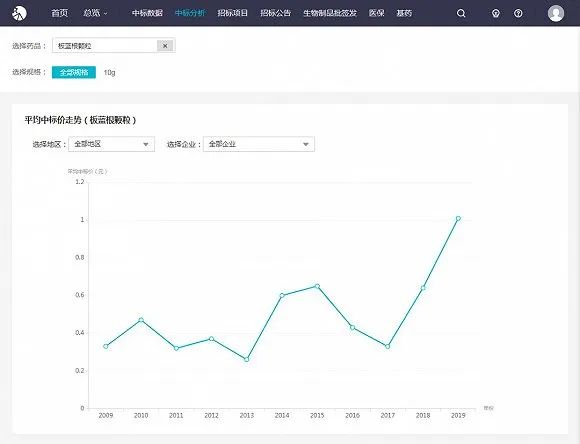 首页 总览 中标数据 中标分析 招标项目 招标公告 生物制品批签发 医保 基药
选择药品： 板蓝根颗粒 ×
选择规格： 全部规格 10g
平均中标价走势（板蓝根颗粒）
选择地区： 全部地区 选择企业： 全部企业
平均中标价（元）
1.2
1
0.8
0.6
0.4
0.2
0
2009 2010 2011 2012 2013 2014 2015 2016 2017 2018 2019
年份